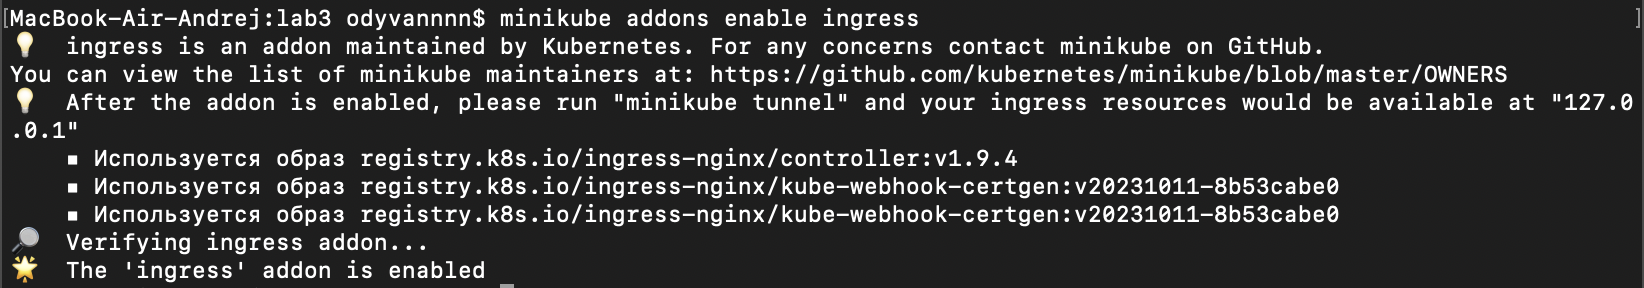 [MacBook-Air-Andrej:lab3 odyvannnn$ minikube addons enable ingress ]
💡  ingress is an addon maintained by Kubernetes. For any concerns contact minikube on GitHub.
You can view the list of minikube maintainers at: https://github.com/kubernetes/minikube/blob/master/OWNERS
💡  After the addon is enabled, please run "minikube tunnel" and your ingress resources would be available at "127.0
.0.1"
▪ Используется образ registry.k8s.io/ingress-nginx/controller:v1.9.4
▪ Используется образ registry.k8s.io/ingress-nginx/kube-webhook-certgen:v20231011-8b53cabe0
▪ Используется образ registry.k8s.io/ingress-nginx/kube-webhook-certgen:v20231011-8b53cabe0
🔎  Verifying ingress addon...
🌟  The 'ingress' addon is enabled